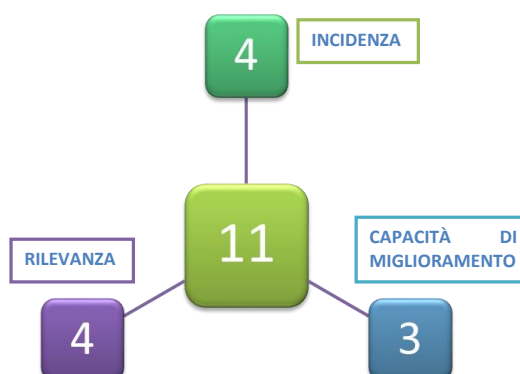 4
INCIDENZA
11
RILEVANZA
CAPACITÀ DI
MIGLIORAMENTO
4
3